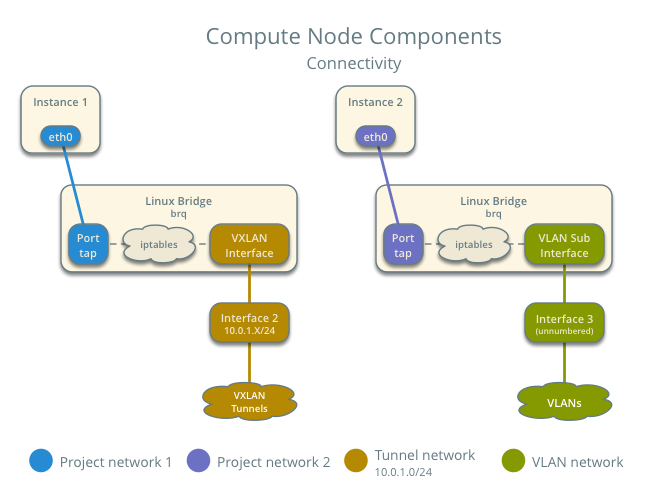 Compute Node Components
Connectivity
Instance 1
eth0
Linux Bridge
brq
Port
tap
iptables
VXLAN
Interface
Interface 2
10.0.1.X/24
VXLAN
Tunnels
Instance 2
eth0
Linux Bridge
brq
Port
tap
iptables
VLAN Sub
Interface
Interface 3
(unnumbered)
VLANs
Project network 1
Project network 2
Tunnel network
10.0.1.0/24
VLAN network